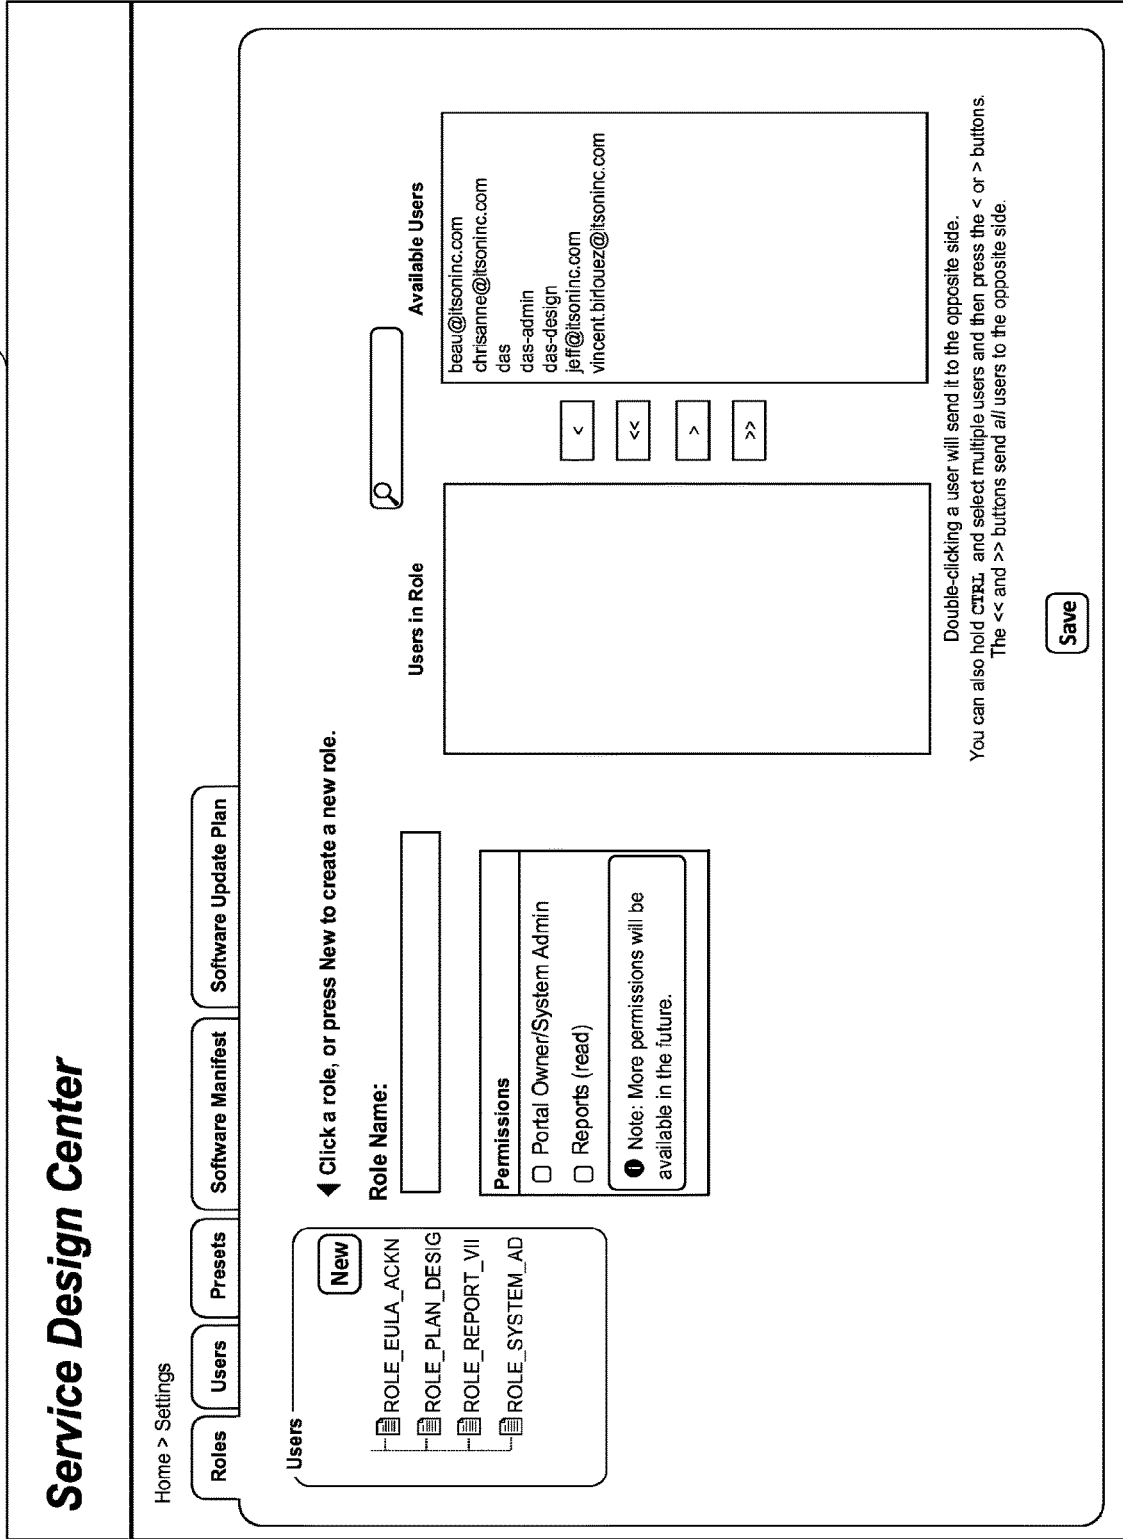 Service Design Center
Home > Settings
Roles
Users
Presets
Software Manifest
Software Update Plan
Users
New
ROLE_EULA_ACKN
ROLE_PLAN_DESIG
ROLE_REPORT_VII
ROLE_SYSTEM_AD
Click a role, or press New to create a new role.
Role Name:
Permissions
Portal Owner/System Admin
Reports (read)
Note: More permissions will be
available in the future.
Users in Role
<
<<
>
>>
Available Users
beau@itsoninc.com
chrisanne@itsoninc.com
das
das-admin
das-design
jeff@itsoninc.com
vincent.birlouez@itsoninc.com
Double-clicking a user will send it to the opposite side.
You can also hold CTRL and select multiple users and then press the < or > buttons.
The << and >> buttons send all users to the opposite side.
Save